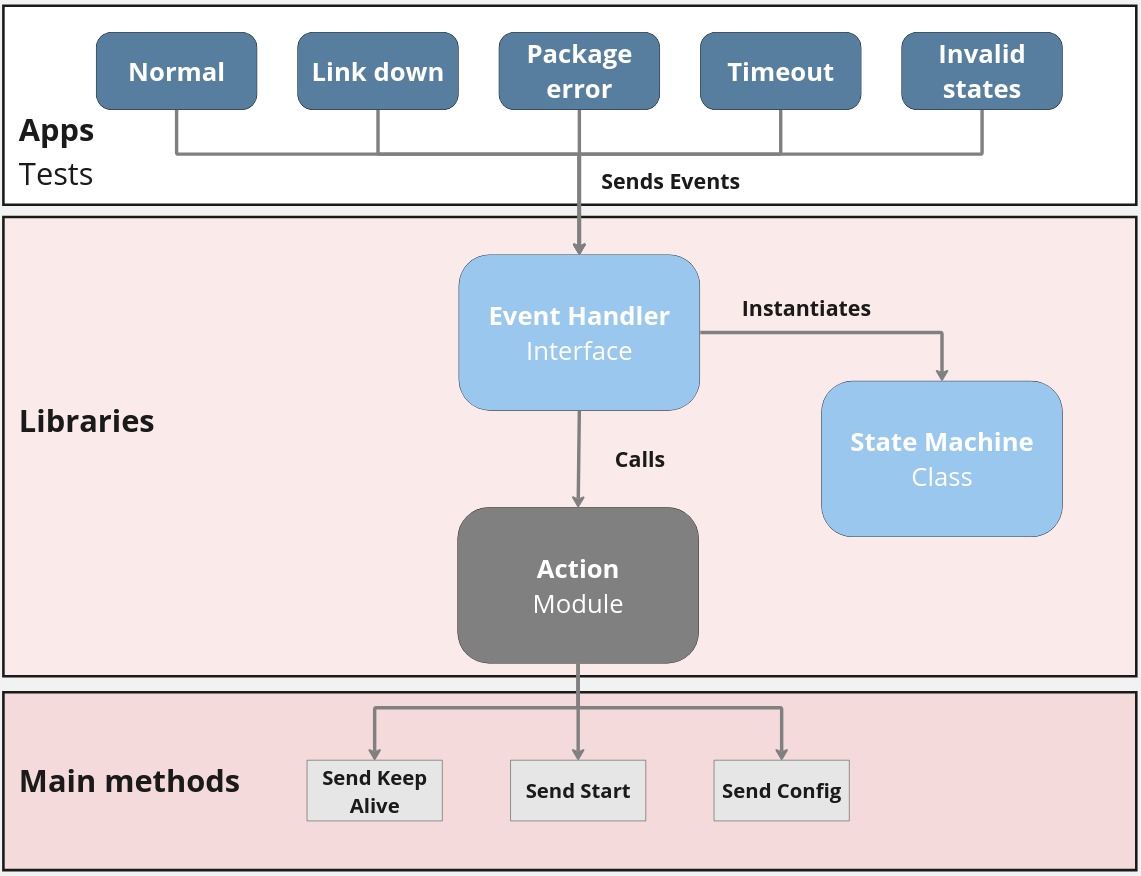 Normal
Link down
Package
error
Timeout
Invalid
states
Apps
Tests
Sends Events
Event Handler
Interface
Instantiates
State Machine
Class
Libraries
Calls
Action
Module
Main methods
Send Keep
Alive
Send Start
Send Config